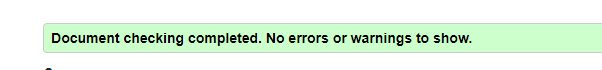 Document checking completed. No errors or warnings to show.